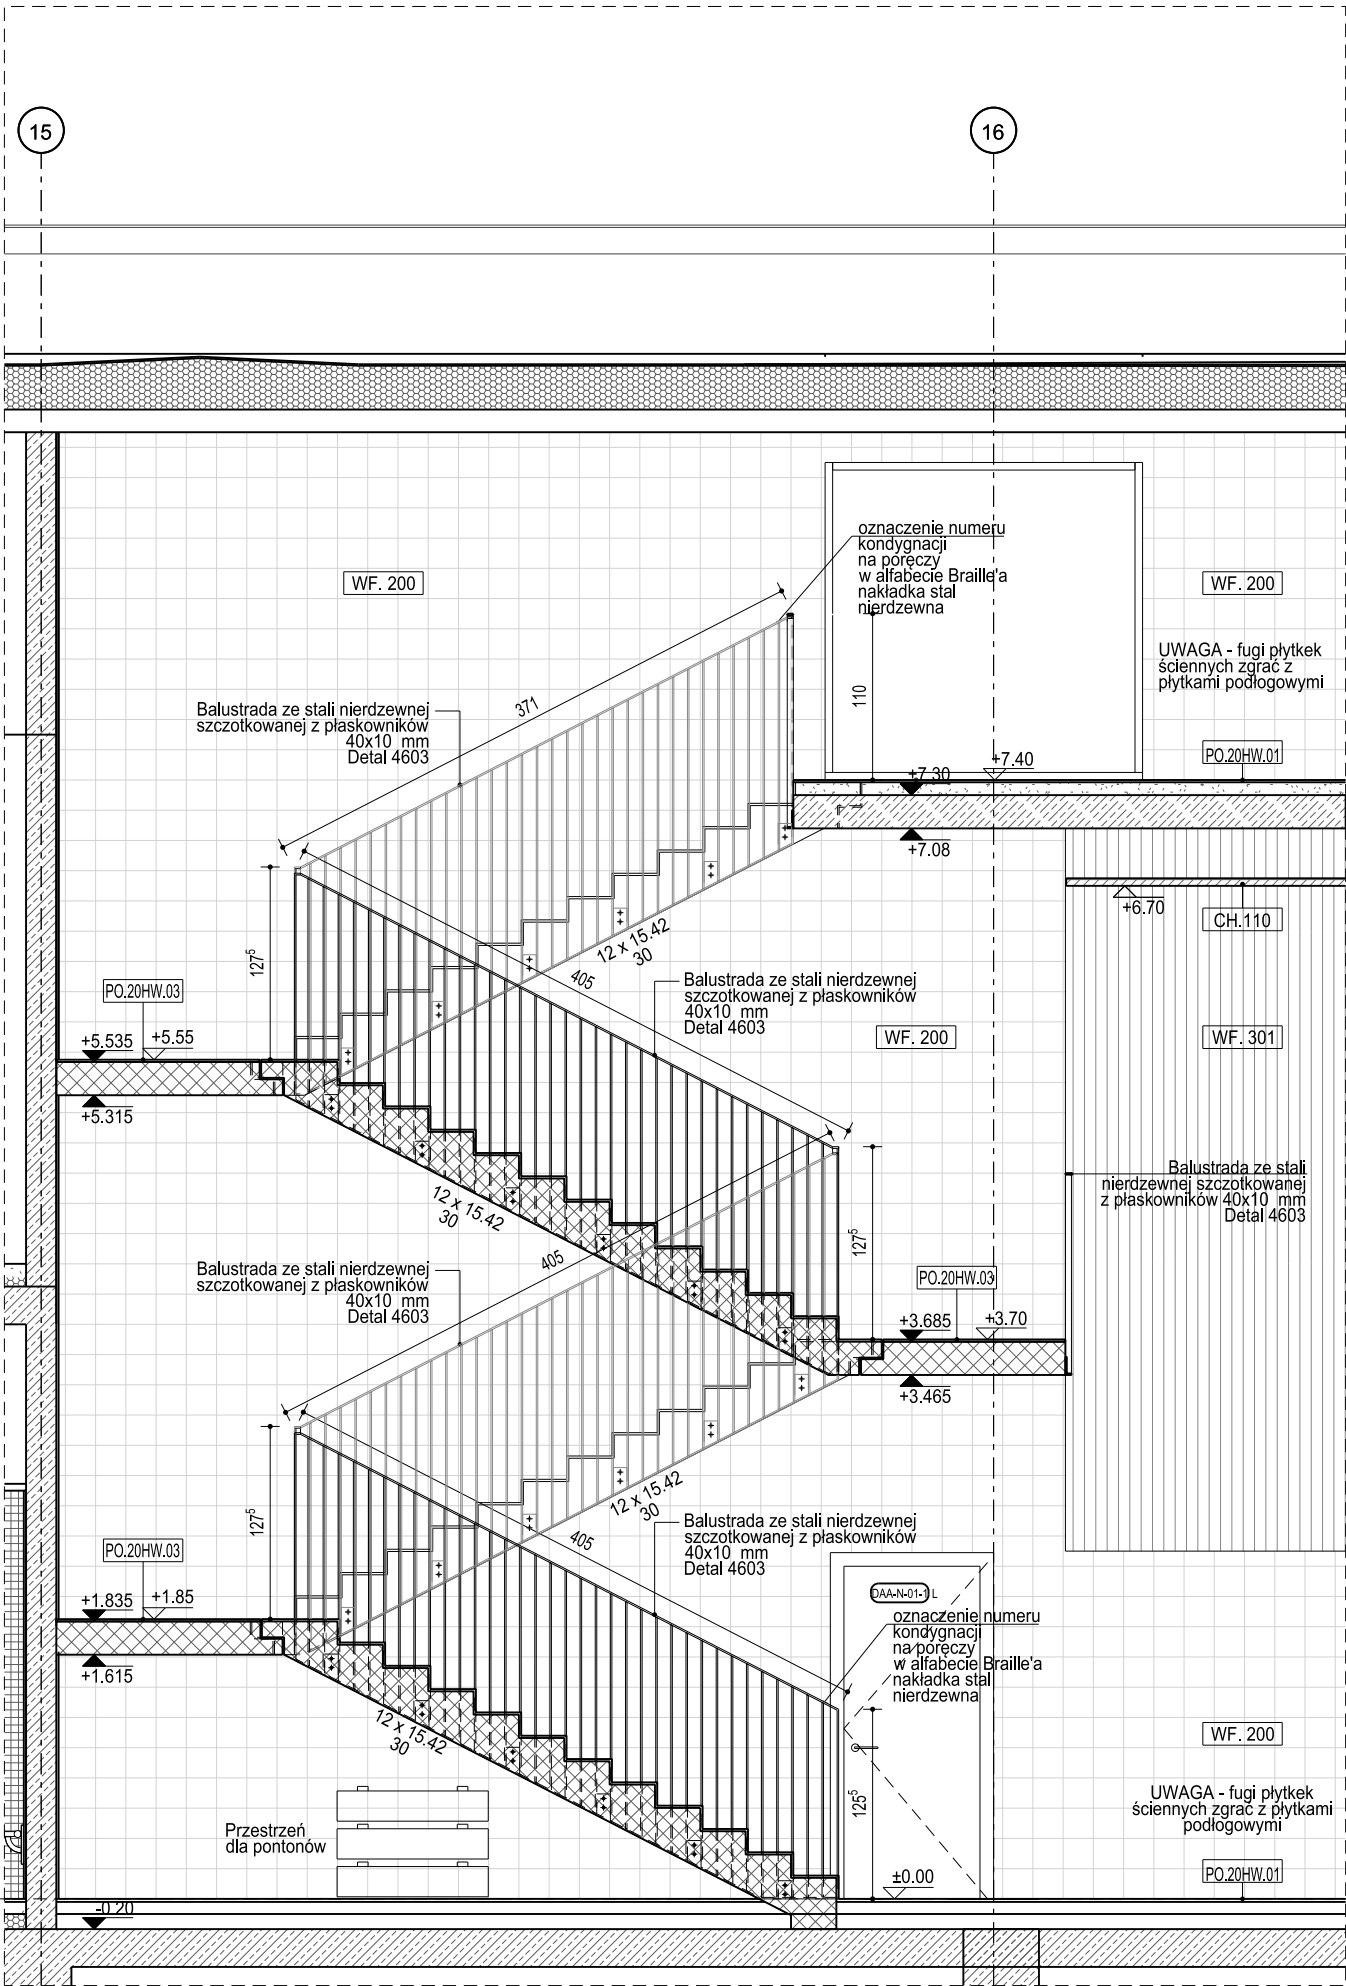 15
16
oznaczenie numeru
kondygnacji
na poręczy
w alfabecie Braille'a
nakładka stal
nierdzewna
WF. 200
WF. 200
UWAGA - fugi płytek
ściennych zgrać z
płytkami podłogowymi
371
110
Balustrada ze stali nierdzewnej
szczotkowanej z płaskowników
40x10 mm
Detal 4603
PO.20HW.01
+7.40
+7.30
+7.08
+6.70
CH.110
12 x 15.42
30
405
127⁵
Balustrada ze stali nierdzewnej
szczotkowanej z płaskowników
40x10 mm
Detal 4603
PO.20HW.03
+5.535
+5.55
+5.315
WF. 200
WF. 301
Balustrada ze stali
nierdzewnej szczotkowanej
z płaskowników 40x10 mm
Detal 4603
12 x 15.42
30
405
127⁵
Balustrada ze stali nierdzewnej
szczotkowanej z płaskowników
40x10 mm
Detal 4603
PO.20HW.03
+3.685
+3.70
+3.465
12 x 15.42
30
405
127⁵
Balustrada ze stali nierdzewnej
szczotkowanej z płaskowników
40x10 mm
Detal 4603
PO.20HW.03
+1.835
+1.85
+1.615
DAA-N-01-1 L
oznaczenie numeru
kondygnacji
na poręczy
w alfabecie Braille'a
nakładka stal
nierdzewna
12 x 15.42
30
WF. 200
125⁵
UWAGA - fugi płytek
ściennych zgrać z płytkami
podłogowymi
Przestrzeń
dla pontonów
PO.20HW.01
±0.00
-0.20